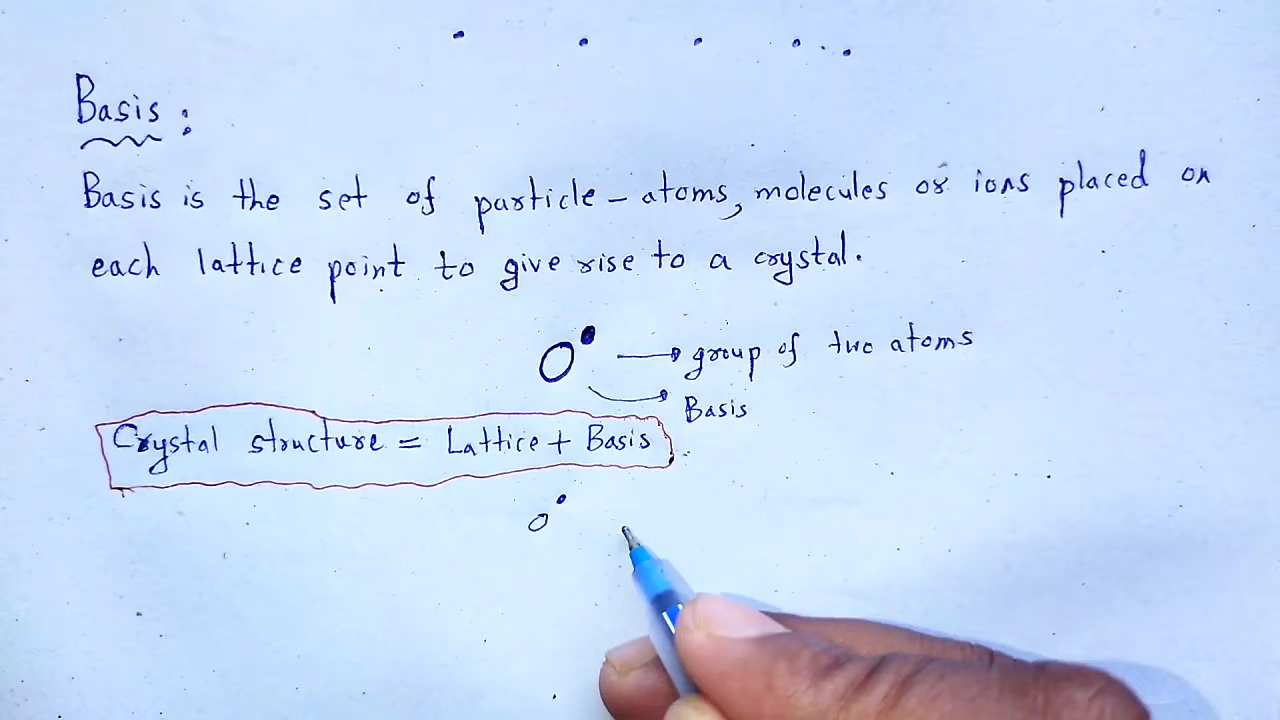 Basis :
Basis is the set of particle - atoms, molecules or ions placed on
each lattice point to give rise to a crystal.
→ group of two atoms
→ Basis
Crystal structure = Lattice + Basis